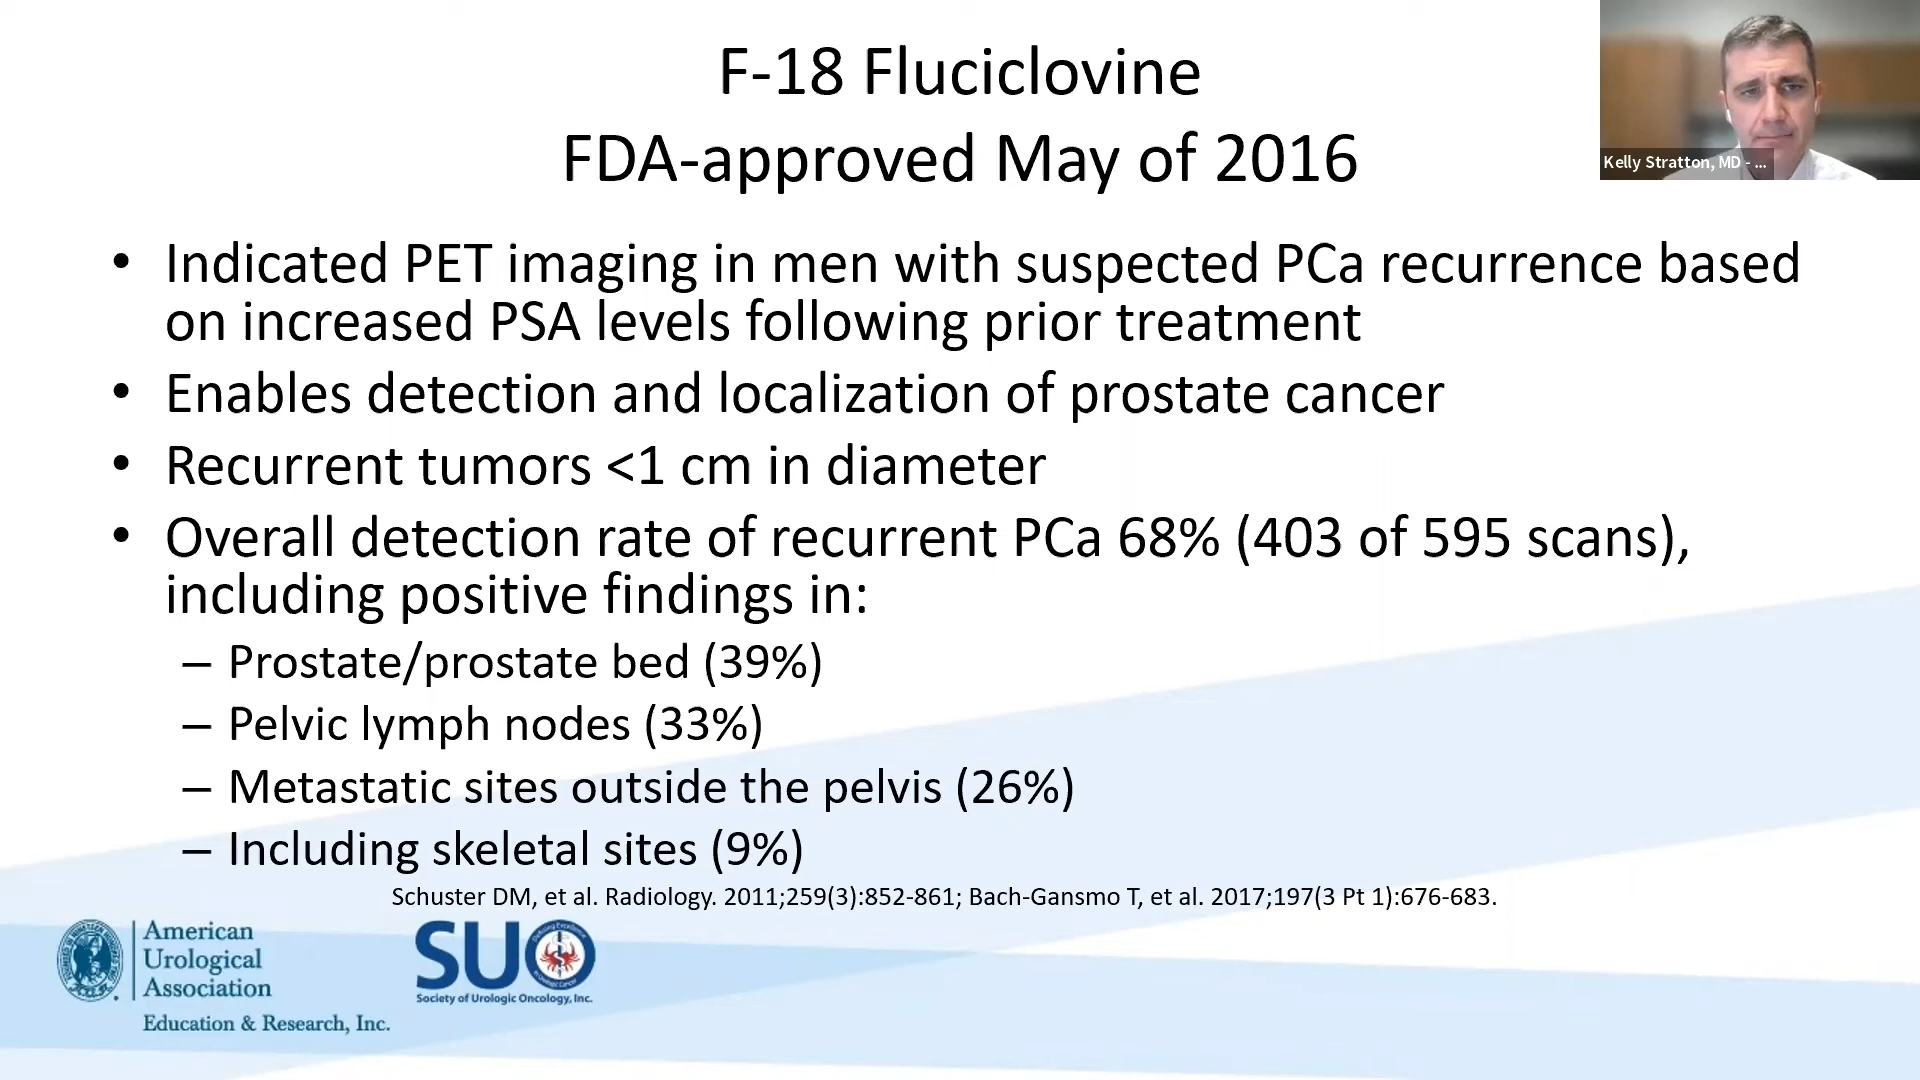 F-18 Fluciclovine
FDA-approved May of 2016
Kelly Stratton, MD - ...
• Indicated PET imaging in men with suspected PCa recurrence based
on increased PSA levels following prior treatment
• Enables detection and localization of prostate cancer
• Recurrent tumors <1 cm in diameter
• Overall detection rate of recurrent PCa 68% (403 of 595 scans),
including positive findings in:
– Prostate/prostate bed (39%)
– Pelvic lymph nodes (33%)
– Metastatic sites outside the pelvis (26%)
– Including skeletal sites (9%)
Schuster DM, et al. Radiology. 2011;259(3):852-861; Bach-Gansmo T, et al. 2017;197(3 Pt 1):676-683.
American
Urological
Association
Education & Research, Inc.
SUO
Society of Urologic Oncology, Inc.